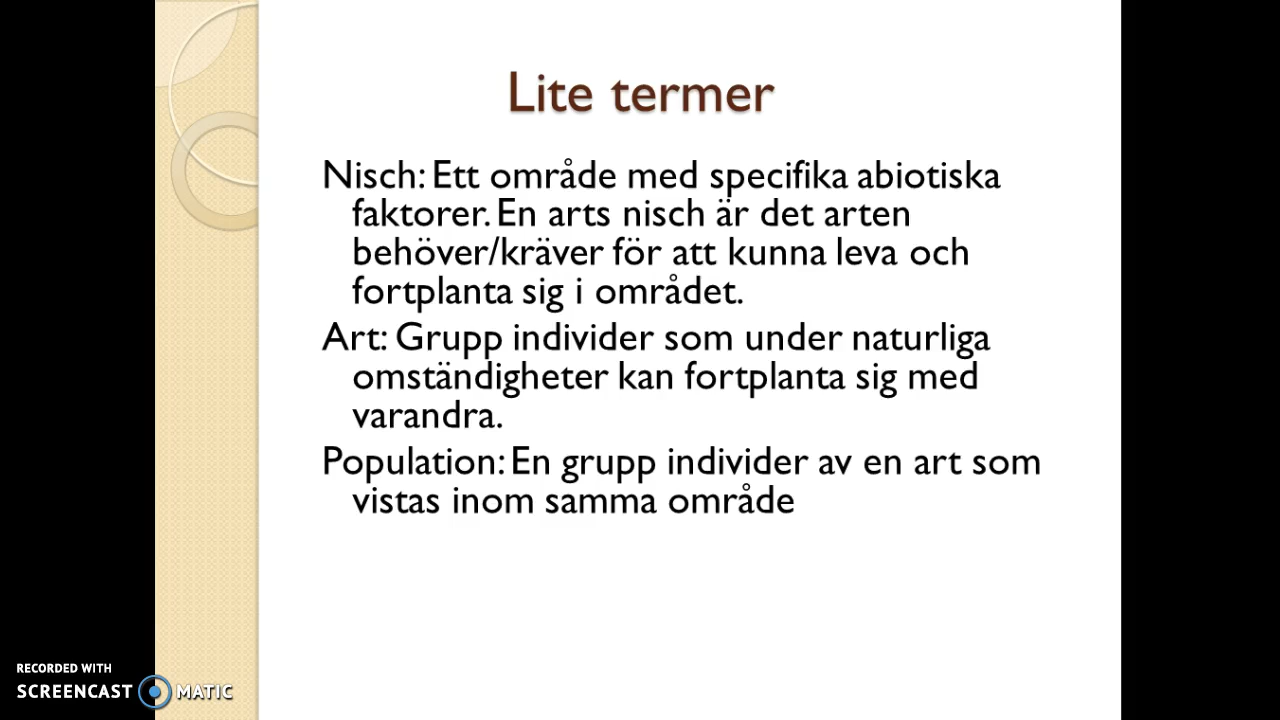 Lite termer
Nisch: Ett område med specifika abiotiska
faktorer. En arts nisch är det arten
behöver/kräver för att kunna leva och
fortplanta sig i området.
Art: Grupp individer som under naturliga
omständigheter kan fortplanta sig med
varandra.
Population: En grupp individer av en art som
vistas inom samma område
RECORDED WITH
SCREENCAST MATIC